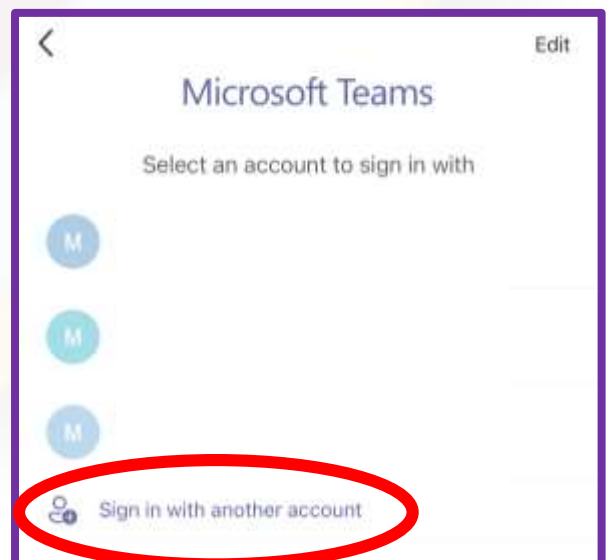 Edit
Microsoft Teams
Select an account to sign in with
M
M
M
Sign in with another account